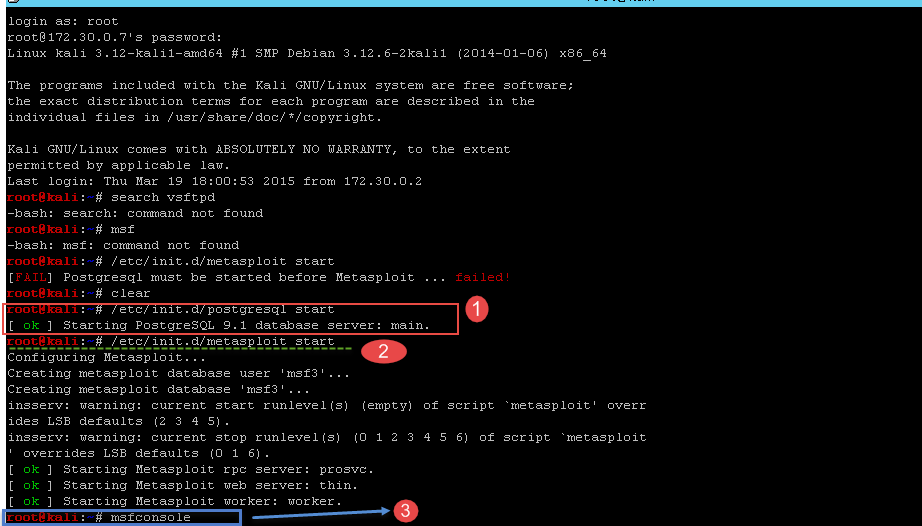 login as: root
root@172.30.0.7's password:
Linux kali 3.12-kali1-amd64 #1 SMP Debian 3.12.6-2kali1 (2014-01-06) x86_64
The programs included with the Kali GNU/Linux system are free software;
the exact distribution terms for each program are described in the
individual files in /usr/share/doc/*/copyright.
Kali GNU/Linux comes with ABSOLUTELY NO WARRANTY, to the extent
permitted by applicable law.
Last login: Thu Mar 19 18:00:53 2015 from 172.30.0.2
root@kali:~# search vsftpd
-bash: search: command not found
root@kali:~# msf
-bash: msf: command not found
root@kali:~# /etc/init.d/metasploit start
[FAIL] Postgresql must be started before Metasploit ... failed!
root@kali:~# clear
root@kali:~# /etc/init.d/postgresql start
1
[ ok ] Starting PostgreSQL 9.1 database server: main.
root@kali:~# /etc/init.d/metasploit start
2
Configuring Metasploit...
Creating metasploit database user 'msf3'...
Creating metasploit database 'msf3'...
insserv: warning: current start runlevel(s) (empty) of script `metasploit' overr
ides LSB defaults (2 3 4 5).
insserv: warning: current stop runlevel(s) (0 1 2 3 4 5 6) of script `metasploit
' overrides LSB defaults (0 1 6).
[ ok ] Starting Metasploit rpc server: prosvc.
[ ok ] Starting Metasploit web server: thin.
[ ok ] Starting Metasploit worker: worker.
root@kali:~# msfconsole
3